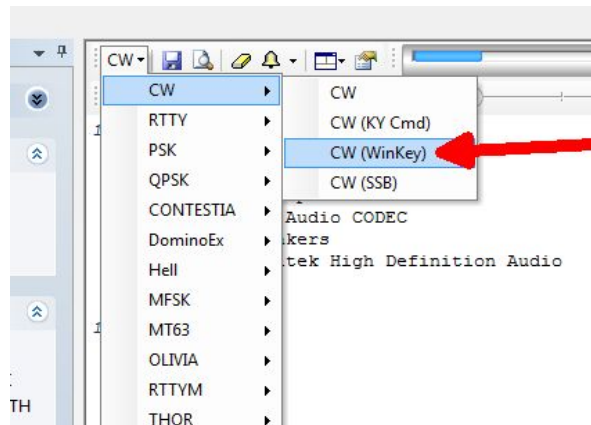 CW
CW
CW
RTTY
CW (KY Cmd)
PSK
CW (WinKey)
QPSK
CW (SSB)
CONTESTIA
Audio CODEC
DominoEx
kers
Hell
tek High Definition Audio
MFSK
MT63
OLIVIA
RTTYM
TH
THOR